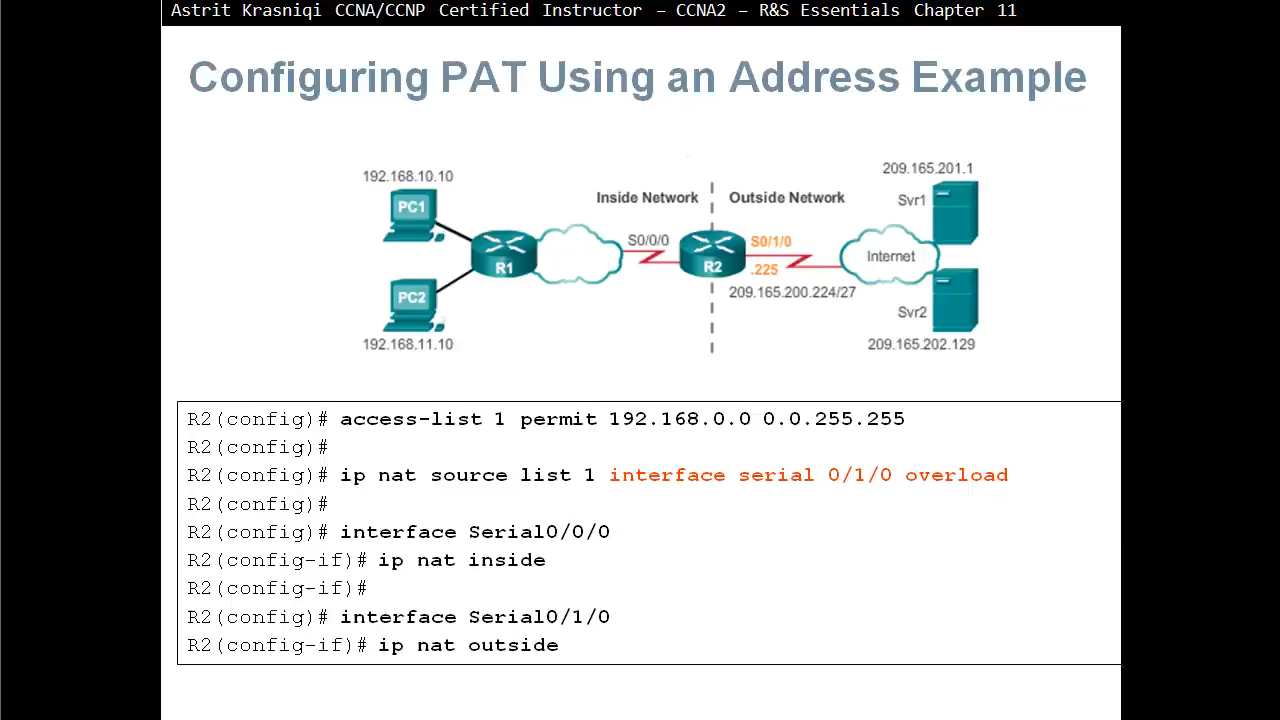 Astrit Krasniqi CCNA/CCNP Certified Instructor – CCNA2 – R&S Essentials Chapter 11
Configuring PAT Using an Address Example
192.168.10.10
209.165.201.1
PC1
Inside Network
Outside Network
Svr1
S0/0/0
S0/1/0
R1
R2
.225
Internet
PC2
209.165.200.224/27
Svr2
192.168.11.10
209.165.202.129
R2(config)# access-list 1 permit 192.168.0.0 0.0.255.255
R2(config)#
R2(config)# ip nat source list 1 interface serial 0/1/0 overload
R2(config)#
R2(config)# interface Serial0/0/0
R2(config-if)# ip nat inside
R2(config-if)#
R2(config)# interface Serial0/1/0
R2(config-if)# ip nat outside